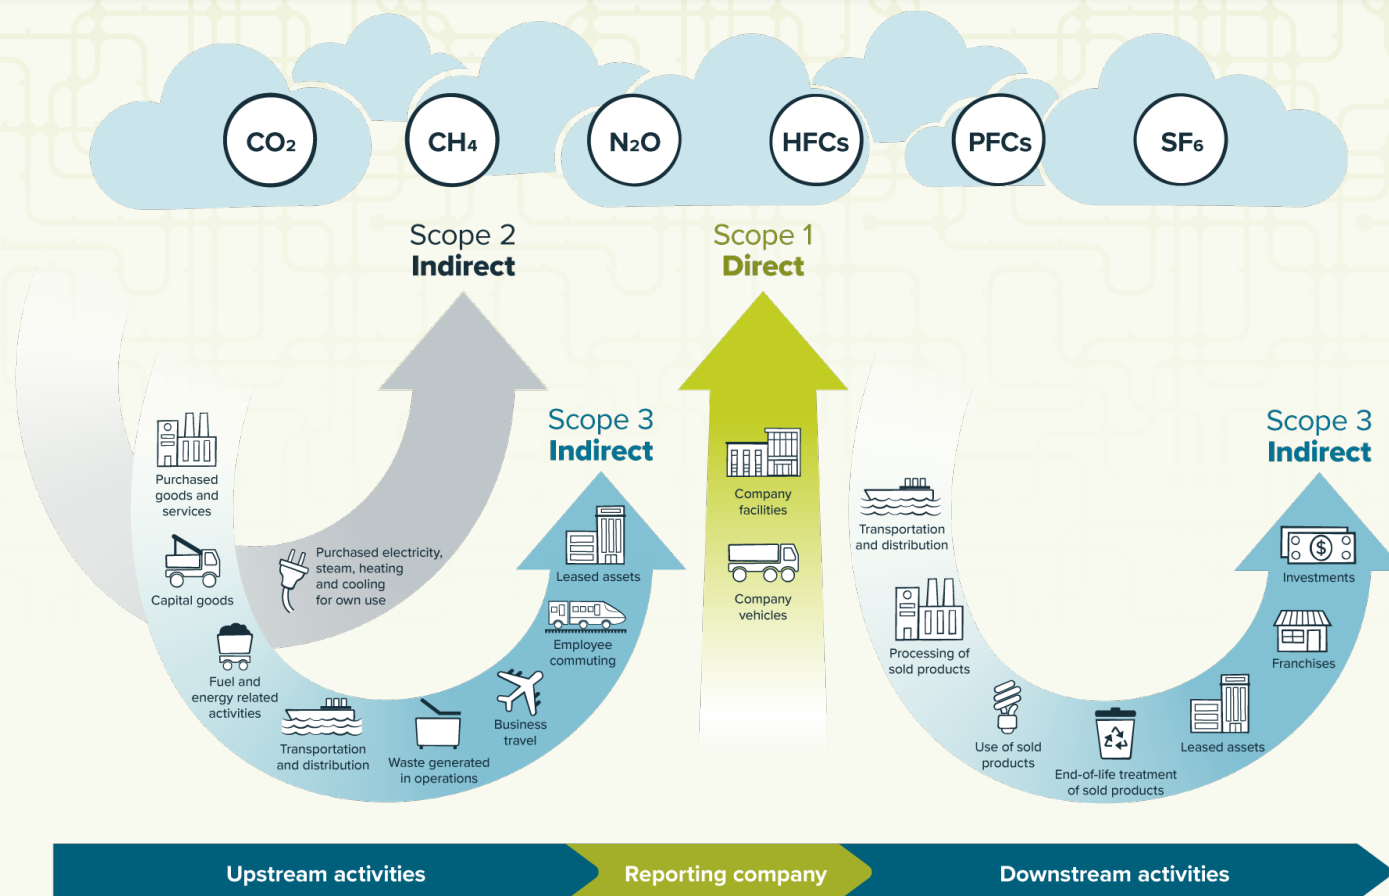 CO₂
CH₄
N₂O
HFCs
PFCs
SF₆
Scope 2
Indirect
Scope 1
Direct
Scope 3
Indirect
Scope 3
Indirect
Purchased
goods and
services
Capital goods
Fuel and
energy related
activities
Transportation
and distribution
Waste generated
in operations
Business
travel
Employee
commuting
Leased assets
Purchased electricity,
steam, heating
and cooling
for own use
Company
facilities
Company
vehicles
Transportation
and distribution
Processing of
sold products
Use of sold
products
End-of-life treatment
of sold products
Leased assets
Franchises
Investments
$
Upstream activities
Reporting company
Downstream activities